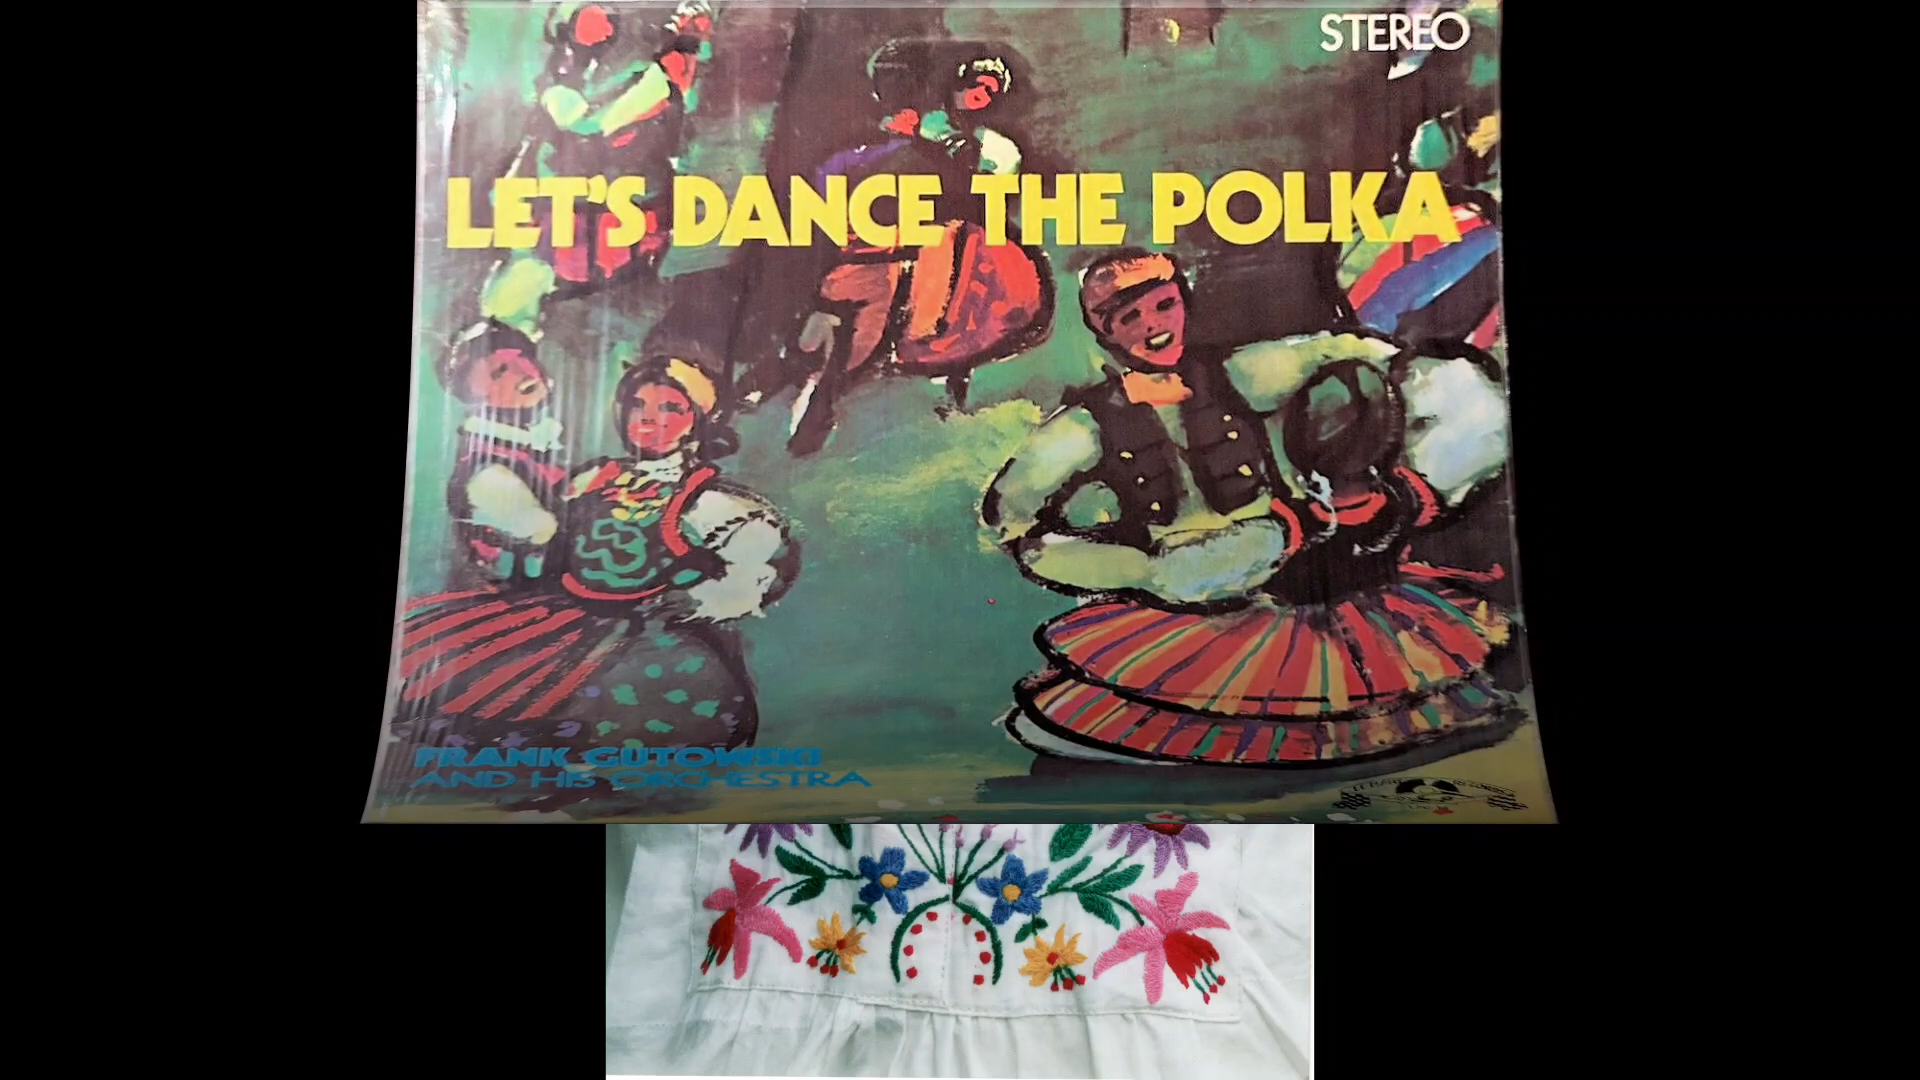 STEREO
LET'S DANCE THE POLKA
FRANK GUTOWSKI
AND HIS ORCHESTRA